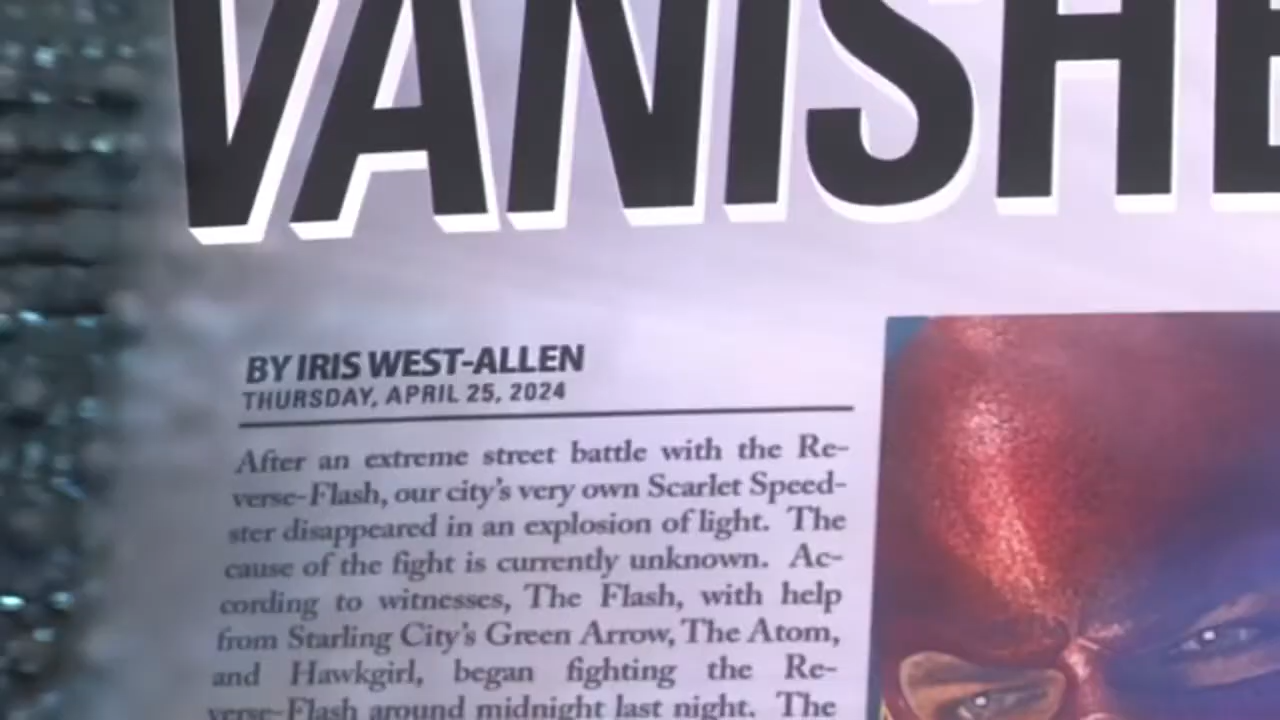 VANISHE
BY IRIS WEST-ALLEN
THURSDAY, APRIL 25, 2024
After an extreme street battle with the Re-
verse-Flash, our city's very own Scarlet Speed-
ster disappeared in an explosion of light. The
cause of the fight is currently unknown. Ac-
cording to witnesses, The Flash, with help
from Starling City's Green Arrow, The Atom,
and Hawkgirl, began fighting the Re-
verse-Flash around midnight last night. The